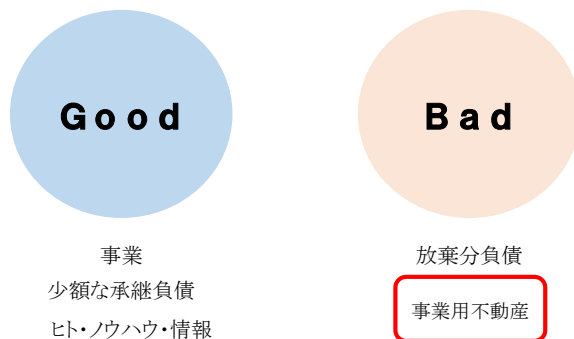 Good
Bad
事業
少額な承継負債
ヒト・ノウハウ・情報
放棄分負債
事業用不動産